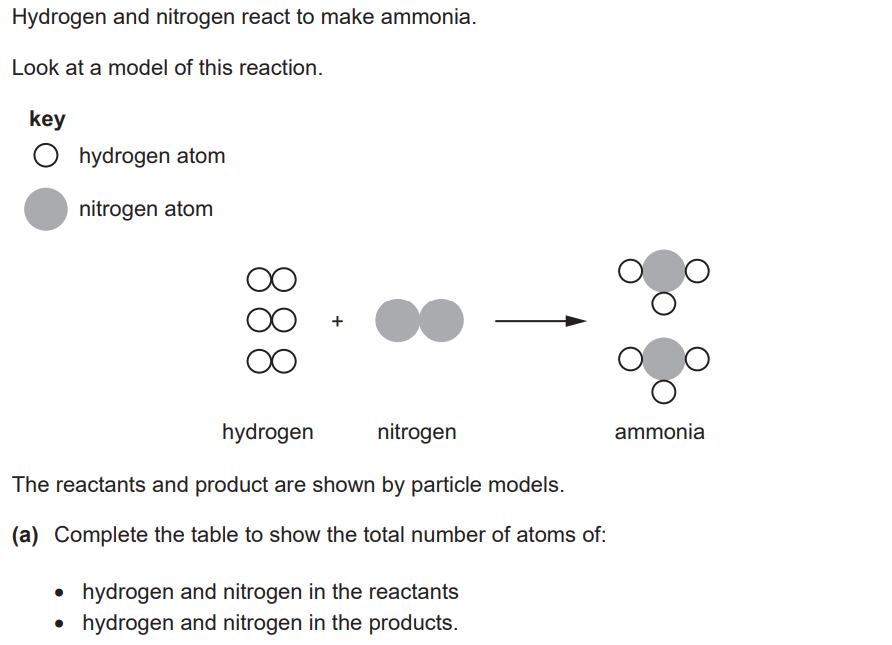 Hydrogen and nitrogen react to make ammonia.
Look at a model of this reaction.
key
hydrogen atom
nitrogen atom
+
hydrogen nitrogen ammonia
The reactants and product are shown by particle models.
(a) Complete the table to show the total number of atoms of:
• hydrogen and nitrogen in the reactants
• hydrogen and nitrogen in the products.